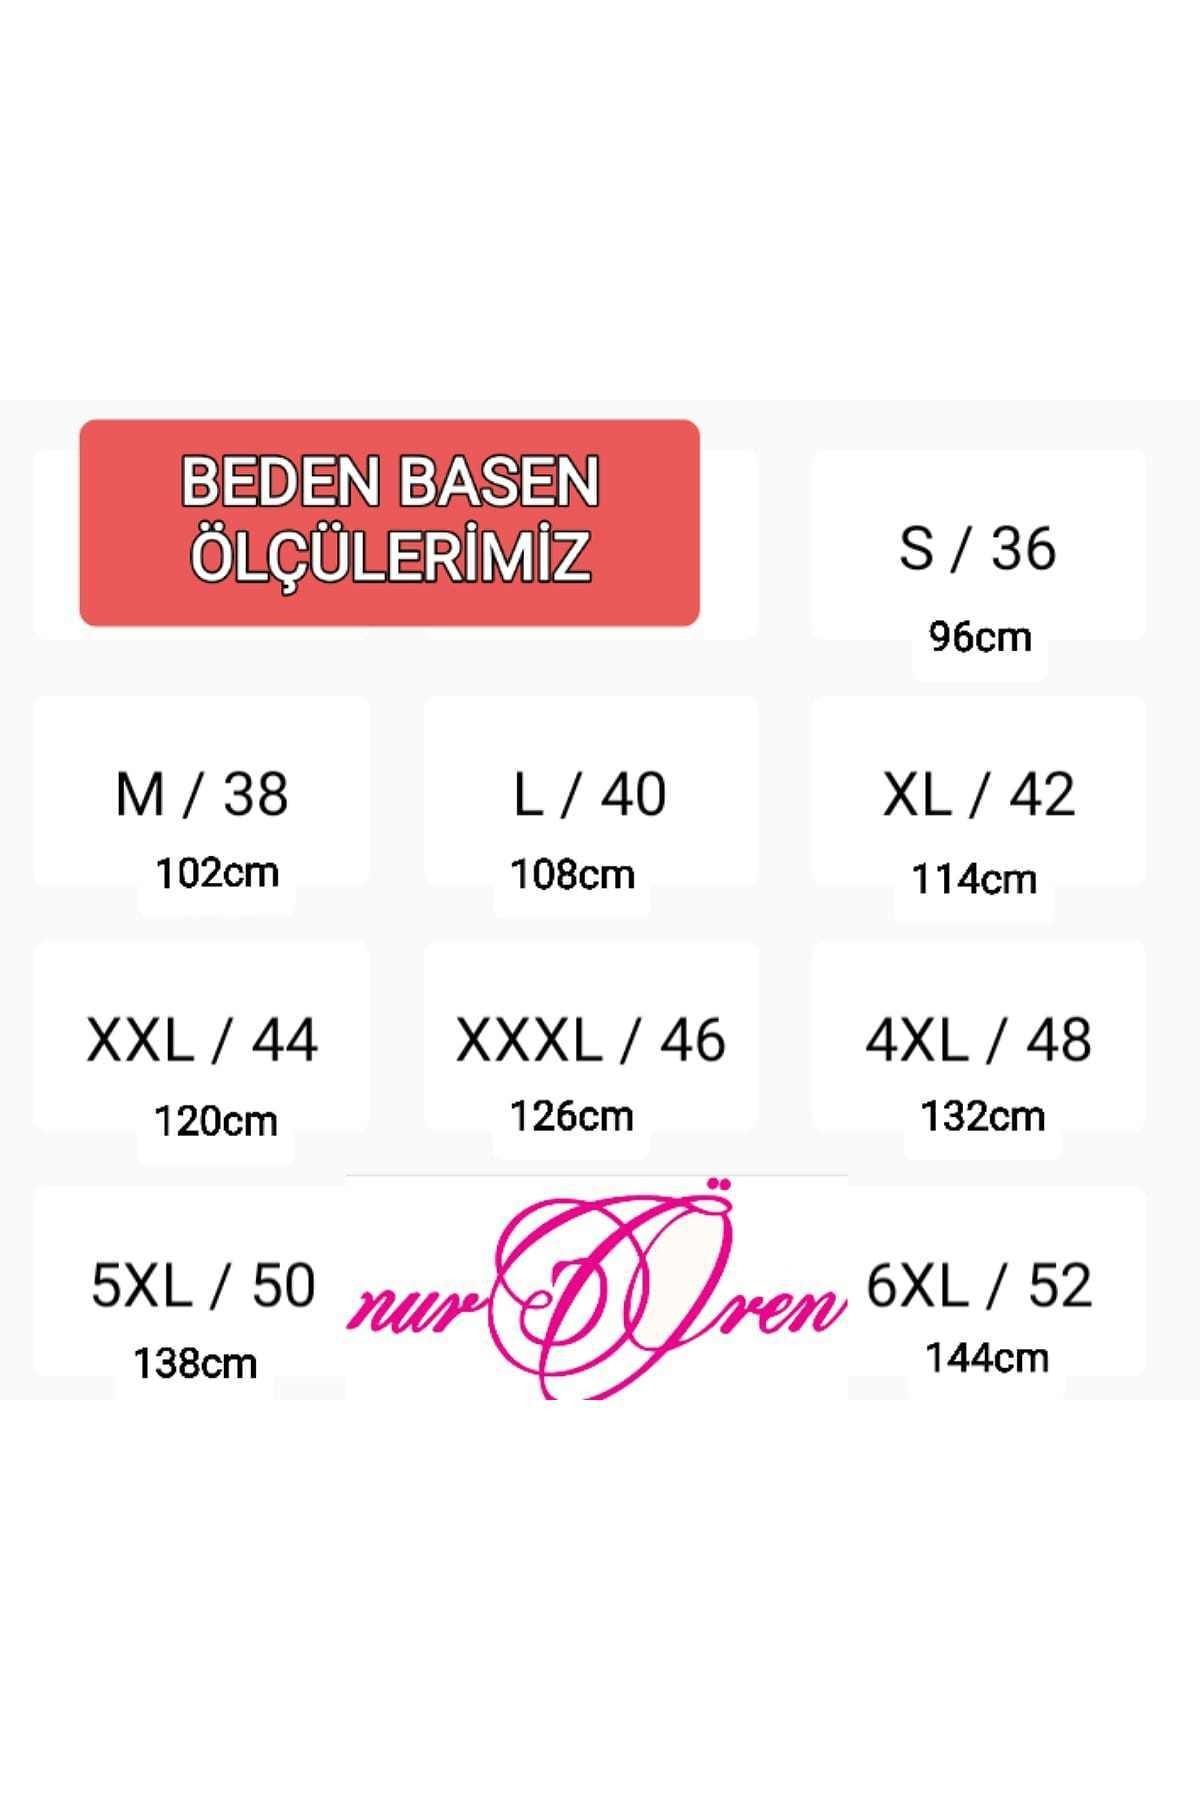 BEDEN BASEN
ÖLÇÜLERİMİZ
S / 36
96cm
M / 38
102cm
L / 40
108cm
XL / 42
114cm
XXL / 44
120cm
XXXL / 46
126cm
4XL / 48
132cm
5XL / 50
138cm
nur Ören
6XL / 52
144cm